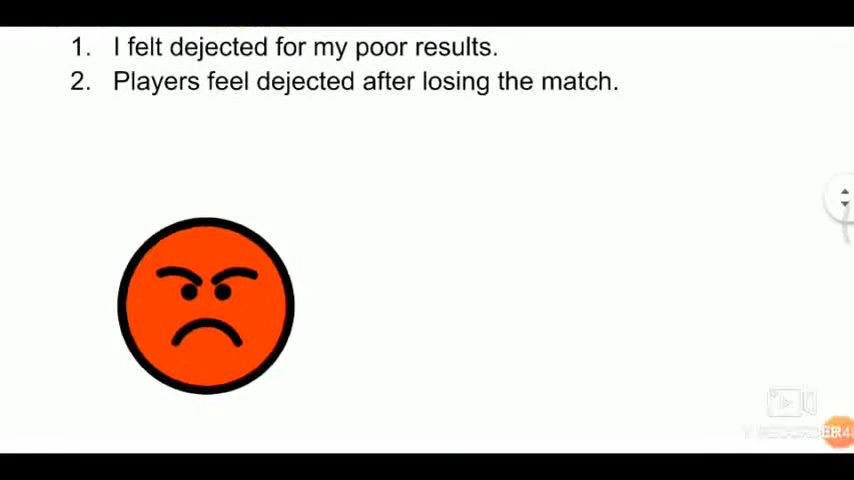 1. I felt dejected for my poor results.
2. Players feel dejected after losing the match.